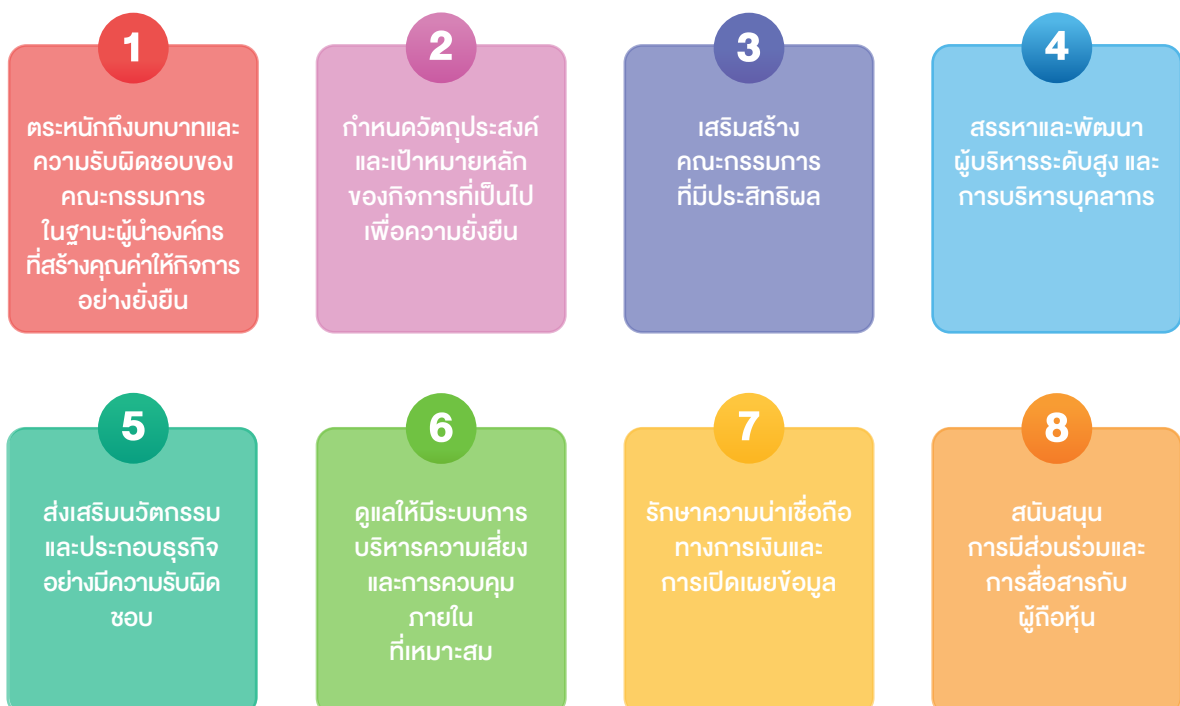 1
ตระหนักถึงบทบาทและ
ความรับผิดชอบของ
คณะกรรมการ
ในฐานะผู้นำองค์กร
ที่สร้างคุณค่าให้กิจการ
อย่างยั่งยืน
2
กำหนดวัตถุประสงค์
และเป้าหมายหลัก
ของกิจการที่เป็นไป
เพื่อความยั่งยืน
3
เสริมสร้าง
คณะกรรมการ
ที่มีประสิทธิผล
4
สรรหาและพัฒนา
ผู้บริหารระดับสูง และ
การบริหารบุคลากร
5
ส่งเสริมนวัตกรรม
และประกอบธุรกิจ
อย่างมีความรับผิด
ชอบ
6
ดูแลให้มีระบบการ
บริหารความเสี่ยง
และการควบคุม
ภายใน
ที่เหมาะสม
7
รักษาความน่าเชื่อถือ
ทางการเงินและ
การเปิดเผยข้อมูล
8
สนับสนุน
การมีส่วนร่วมและ
การสื่อสารกับ
ผู้ถือหุ้น